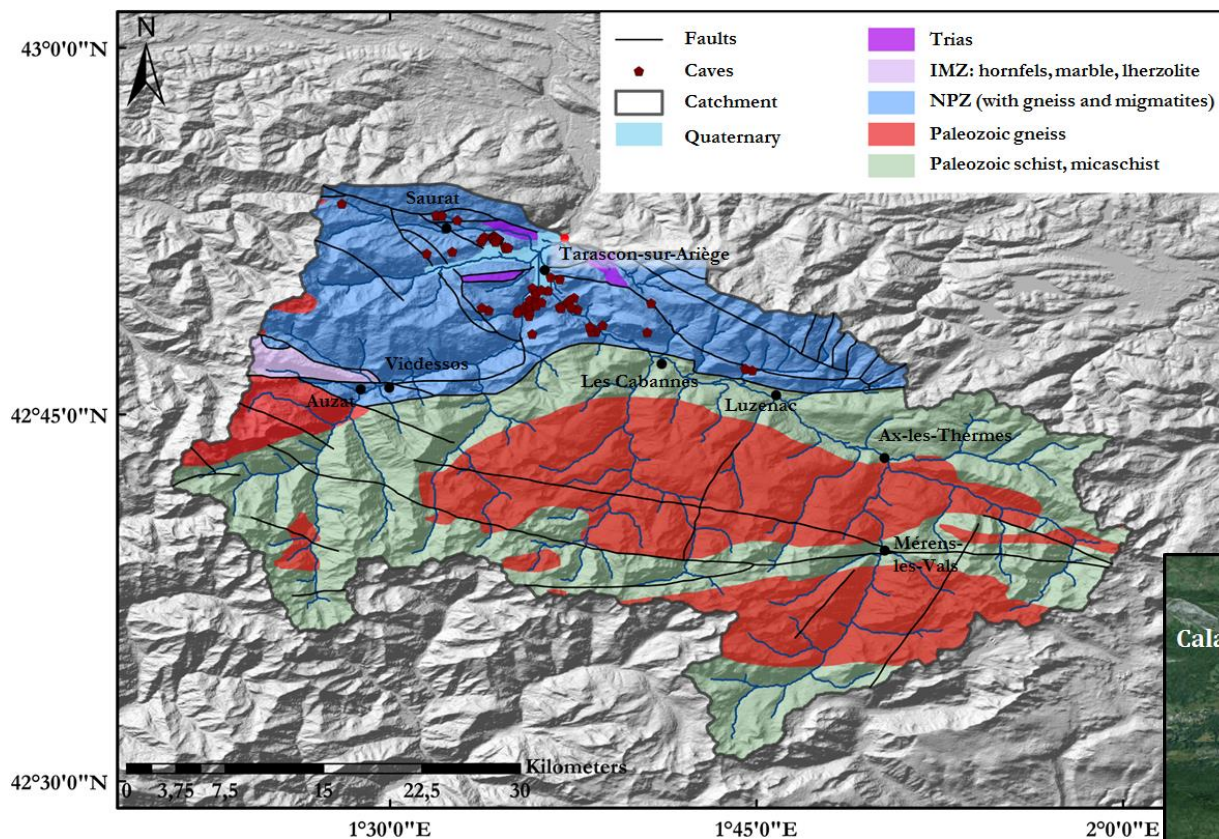 N
43°0'0"N
42°45'0"N
42°30'0"N
Faults
Caves
Catchment
Quaternary
Trias
IMZ: hornfels, marble, lherzolite
NPZ (with gneiss and migmatites)
Paleozoic gneiss
Paleozoic schist, micaschist
Saurat
Tarascon-sur-Ariège
Vicdessos
Auzat
Les Cabannes
Luzenac
Ax-les-Thermes
Mérens-
les-Vals
Cala
Kilometers
0 3,75 7,5 15 22,5 30
1°30'0"E 1°45'0"E 2°0'0"E